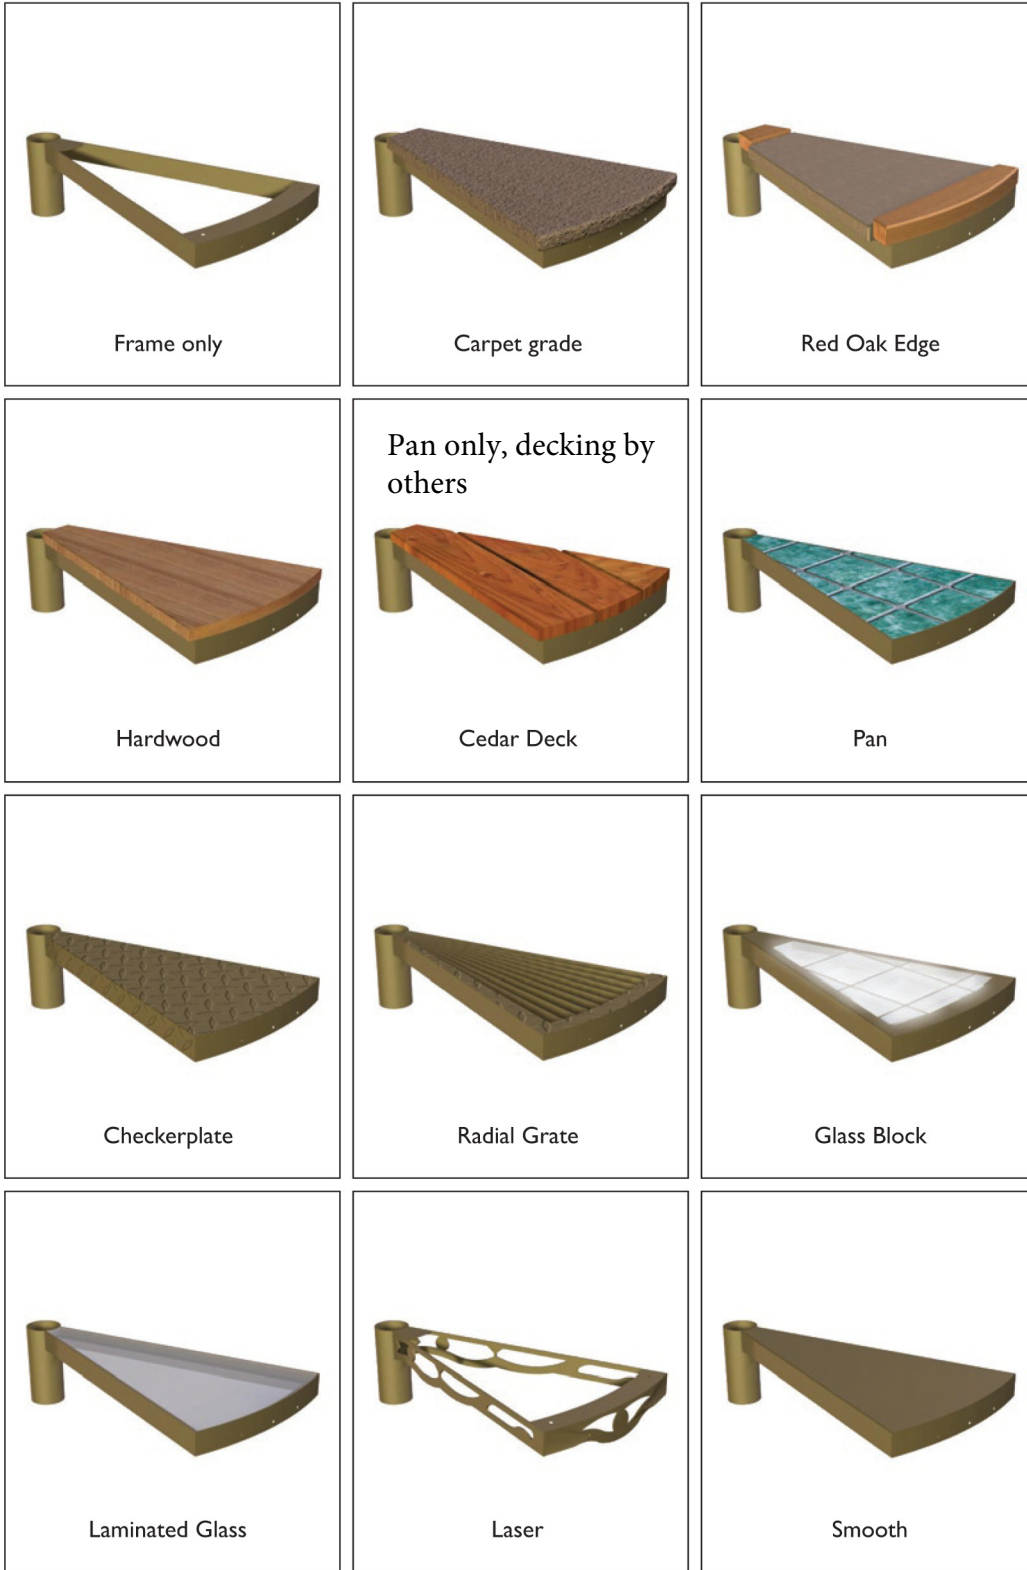 Frame only
Carpet grade
Red Oak Edge
Pan only, decking by
others
Hardwood
Cedar Deck
Pan
Checkerplate
Radial Grate
Glass Block
Laminated Glass
Laser
Smooth